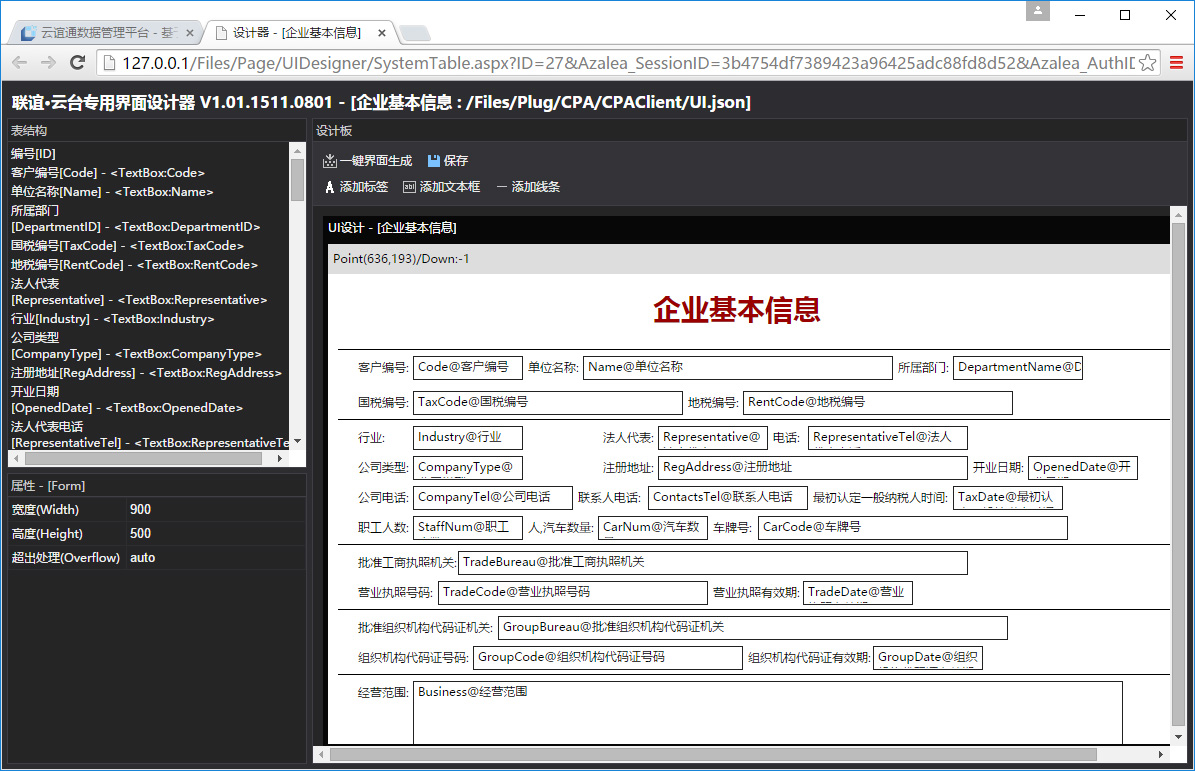 云谊通数据管理平台 - 基
设计器 - [企业基本信息]
127.0.0.1/Files/Page/UIDesigner/SystemTable.aspx?ID=27&Azalea_SessionID=3b4754df7389423a96425adc88fd8d52&Azalea_AuthID
联谊•云台专用界面设计器 V1.01.1511.0801 - [企业基本信息 : /Files/Plug/CPA/CPAClient/UI.json]
表结构
编号[ID]
客户编号[Code] - <TextBox:Code>
单位名称[Name] - <TextBox:Name>
所属部门
[DepartmentID] - <TextBox:DepartmentID>
国税编号[TaxCode] - <TextBox:TaxCode>
地税编号[RentCode] - <TextBox:RentCode>
法人代表
[Representative] - <TextBox:Representative>
行业[Industry] - <TextBox:Industry>
公司类型
[CompanyType] - <TextBox:CompanyType>
注册地址[RegAddress] - <TextBox:RegAddress>
开业日期
[OpenedDate] - <TextBox:OpenedDate>
法人代表电话
[RepresentativeTel] - <TextBox:RepresentativeTe
属性 - [Form]
宽度(Width) 900
高度(Height) 500
超出处理(Overflow) auto
设计板
一键界面生成 保存
添加标签 添加文本框 添加线条
UI设计 - [企业基本信息]
Point(636,193)/Down:-1
企业基本信息
客户编号: Code@客户编号 单位名称: Name@单位名称 所属部门: DepartmentName@D
国税编号: TaxCode@国税编号 地税编号: RentCode@地税编号
行业: Industry@行业 法人代表: Representative@ 电话: RepresentativeTel@法人
公司类型: CompanyType@ 注册地址: RegAddress@注册地址 开业日期: OpenedDate@开
公司电话: CompanyTel@公司电话 联系人电话: ContactsTel@联系人电话 最初认定一般纳税人时间: TaxDate@最初认
职工人数: StaffNum@职工 人,汽车数量: CarNum@汽车数 车牌号: CarCode@车牌号
批准工商执照机关: TradeBureau@批准工商执照机关
营业执照号码: TradeCode@营业执照号码 营业执照有效期: TradeDate@营业
批准组织机构代码证机关: GroupBureau@批准组织机构代码证机关
组织机构代码证号码: GroupCode@组织机构代码证号码 组织机构代码证有效期: GroupDate@组织
经营范围: Business@经营范围